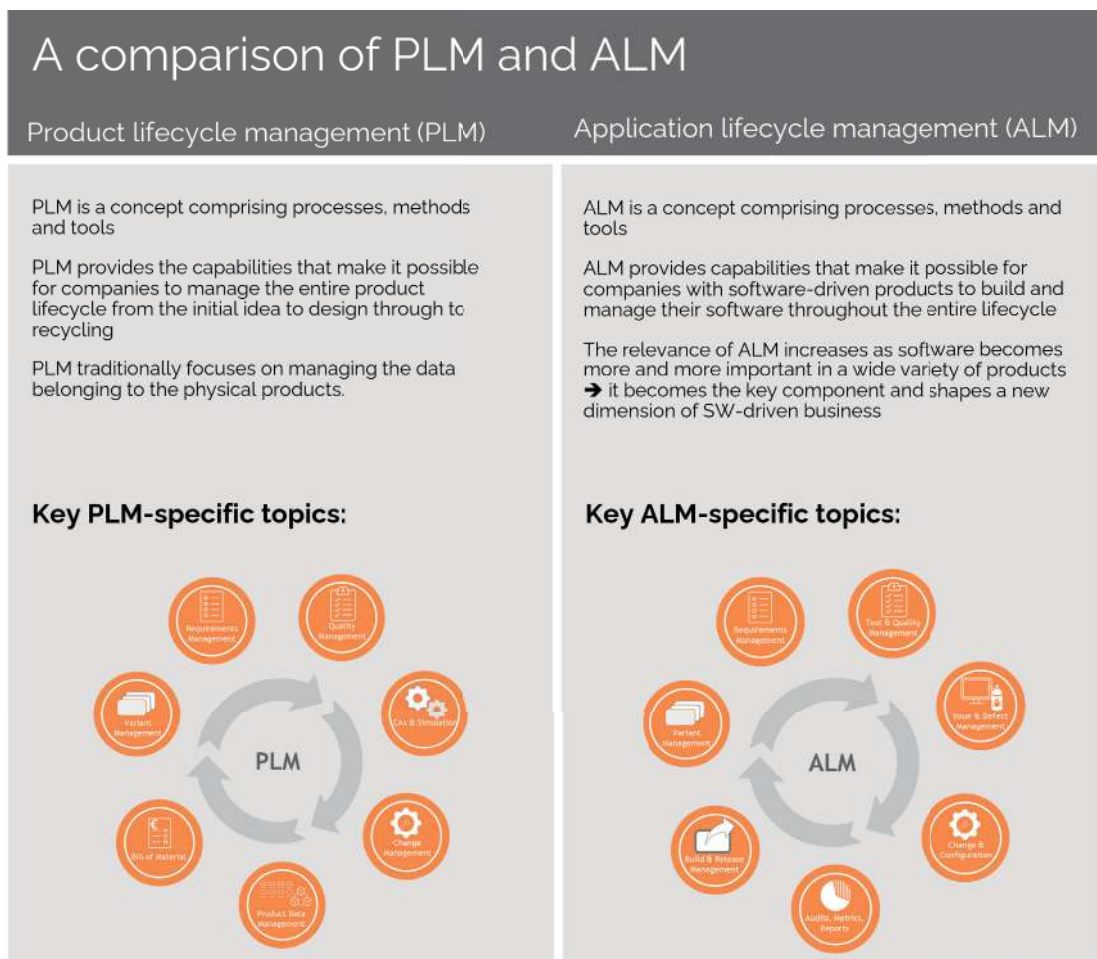 A comparison of PLM and ALM
Product lifecycle management (PLM)
PLM is a concept comprising processes, methods
and tools
PLM provides the capabilities that make it possible
for companies to manage the entire product
lifecycle from the initial idea to design through to
recycling
PLM traditionally focuses on managing the data
belonging to the physical products.
Key PLM-specific topics:
Requirements
Management
Quality
Management
CAx & Simulation
Change
Management
Product Data
Management
Bill of Material
Variant
Management
PLM
Application lifecycle management (ALM)
ALM is a concept comprising processes, methods and
tools
ALM provides capabilities that make it possible for
companies with software-driven products to build and
manage their software throughout the entire lifecycle
The relevance of ALM increases as software becomes
more and more important in a wide variety of products
➔ it becomes the key component and shapes a new
dimension of SW-driven business
Key ALM-specific topics:
Requirements
Management
Test & Quality
Management
Issue & Defect
Management
Change &
Configuration
Audits, Metrics,
Reports
Build & Release
Management
Variant
Management
ALM